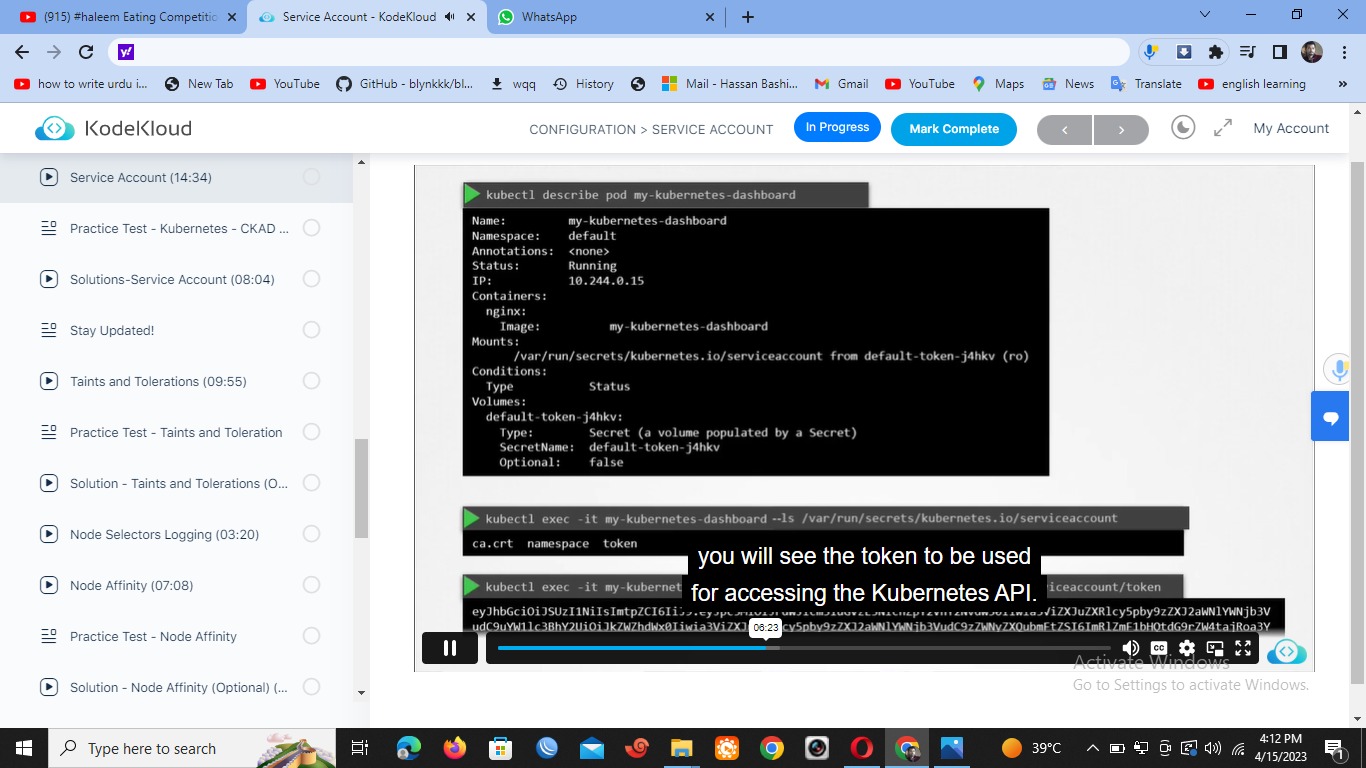 (915) #haleem Eating Competitio
Service Account - KodeKloud
WhatsApp
how to write urdu i...
New Tab
YouTube
GitHub - blynkkk/bl...
wqq
History
Mail - Hassan Bashi...
Gmail
YouTube
Maps
News
Translate
english learning
»
KodeKloud
CONFIGURATION > SERVICE ACCOUNT
In Progress
Mark Complete
My Account
Service Account (14:34)
Practice Test - Kubernetes - CKAD ...
Solutions-Service Account (08:04)
Stay Updated!
Taints and Tolerations (09:55)
Practice Test - Taints and Toleration
Solution - Taints and Tolerations (O...
Node Selectors Logging (03:20)
Node Affinity (07:08)
Practice Test - Node Affinity
Solution - Node Affinity (Optional) (...
kubectl describe pod my-kubernetes-dashboard
Name: my-kubernetes-dashboard
Namespace: default
Annotations: <none>
Status: Running
IP: 10.244.0.15
Containers:
nginx:
Image: my-kubernetes-dashboard
Mounts:
/var/run/secrets/kubernetes.io/serviceaccount from default-token-j4hkv (ro)
Conditions:
Type Status
Volumes:
default-token-j4hkv:
Type: Secret (a volume populated by a Secret)
SecretName: default-token-j4hkv
Optional: false
kubectl exec -it my-kubernetes-dashboard --ls /var/run/secrets/kubernetes.io/serviceaccount
ca.crt namespace token
you will see the token to be used
for accessing the Kubernetes API.
kubectl exec -it my-kubernet iceaccount/token
06:23
CC
Activate Windows
Go to Settings to activate Windows.
Type here to search
39°C
4:12 PM
4/15/2023
1